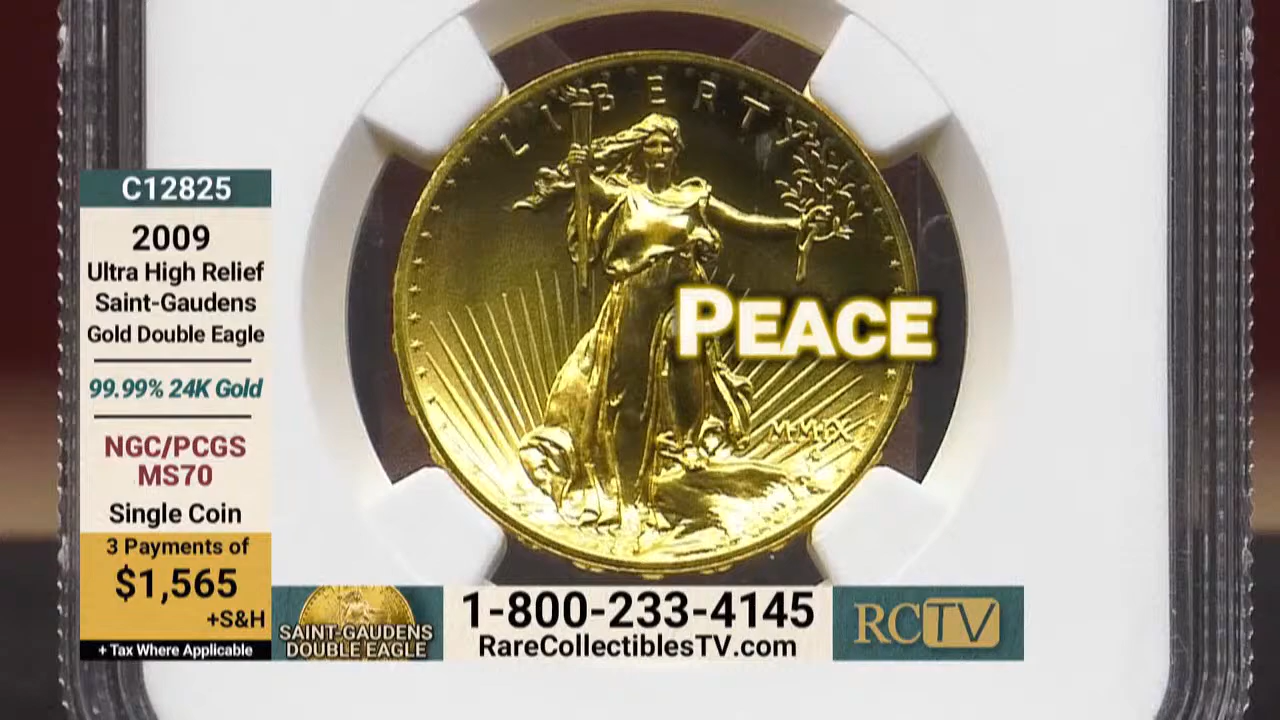 LIBERTY
PEACE
MMIX
C12825
2009
Ultra High Relief
Saint-Gaudens
Gold Double Eagle
99.99% 24K Gold
NGC/PCGS
MS70
Single Coin
3 Payments of
$1,565
+S&H
+ Tax Where Applicable
SAINT-GAUDENS
DOUBLE EAGLE
1-800-233-4145
RareCollectiblesTV.com
RCTV